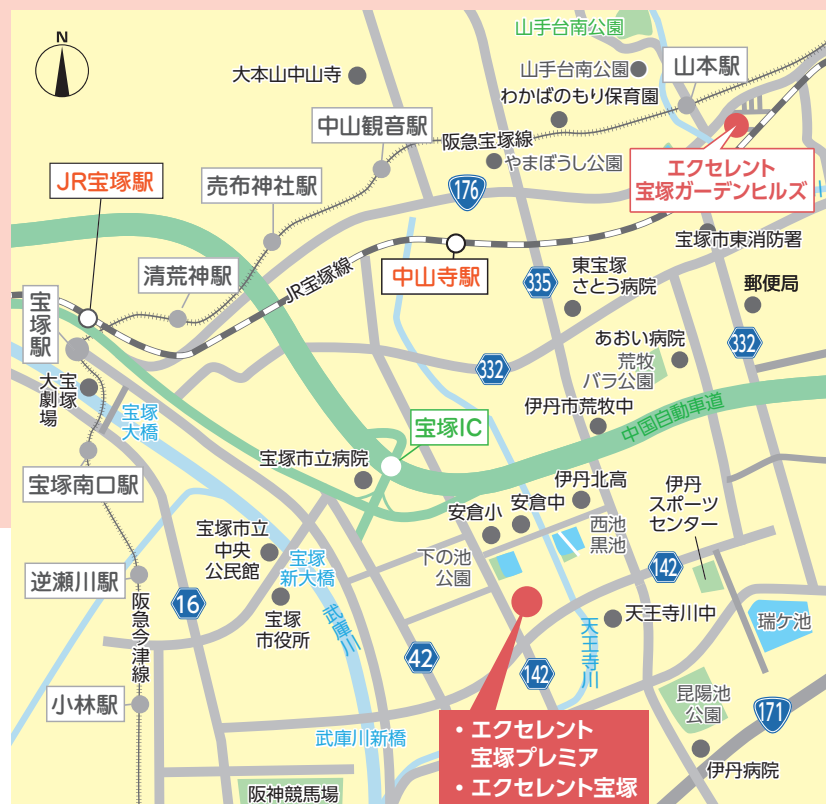 N
山手台南公園
大本山中山寺
山手台南公園
山本駅
わかばのもり保育園
中山観音駅
阪急宝塚線
やまぼうし公園
エクセレント
宝塚ガーデンヒルズ
JR宝塚駅
売布神社駅
176
宝塚市東消防署
清荒神駅
JR宝塚線
中山寺駅
335
東宝塚
さとう病院
郵便局
宝塚駅
332
あおい病院
332
荒牧
バラ公園
宝塚
大劇場
宝塚
大橋
宝塚IC
伊丹市荒牧中
中国自動車道
宝塚市立病院
宝塚南口駅
伊丹北高
伊丹
スポーツ
センター
安倉中
安倉小
西池
黒池
宝塚市立
中央
公民館
宝塚
新大橋
下の池
公園
142
逆瀬川駅
16
阪急今津線
宝塚
市役所
武庫川
天王寺川
天王寺川中
瑞ケ池
42
142
小林駅
昆陽池
公園
171
武庫川新橋
・エクセレント
宝塚プレミア
・エクセレント宝塚
伊丹病院
阪神競馬場